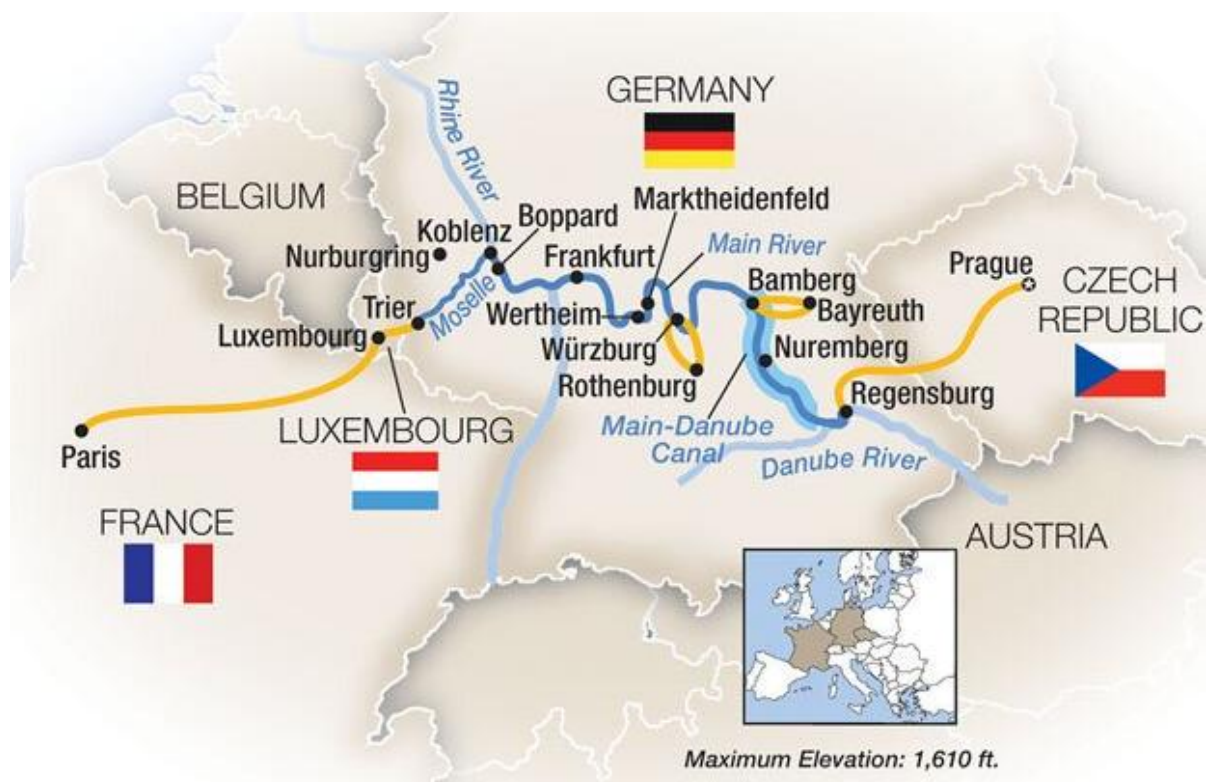 GERMANY
Rhine River
BELGIUM
Marktheidenfeld
Boppard
Koblenz
Nurburgring
Frankfurt
Main River
Prague
CZECH
REPUBLIC
Bamberg
Bayreuth
Moselle
Trier
Luxembourg
Wertheim
Würzburg
Nuremberg
Rothenburg
Regensburg
Main-Danube
Canal
Danube River
LUXEMBOURG
Paris
FRANCE
AUSTRIA
Maximum Elevation: 1,610 ft.